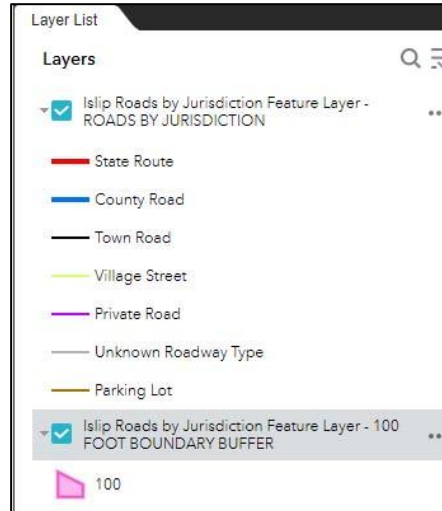 Layer List
Layers
Islip Roads by Jurisdiction Feature Layer -
ROADS BY JURISDICTION
State Route
County Road
Town Road
Village Street
Private Road
Unknown Roadway Type
Parking Lot
Islip Roads by Jurisdiction Feature Layer - 100
FOOT BOUNDARY BUFFER
100